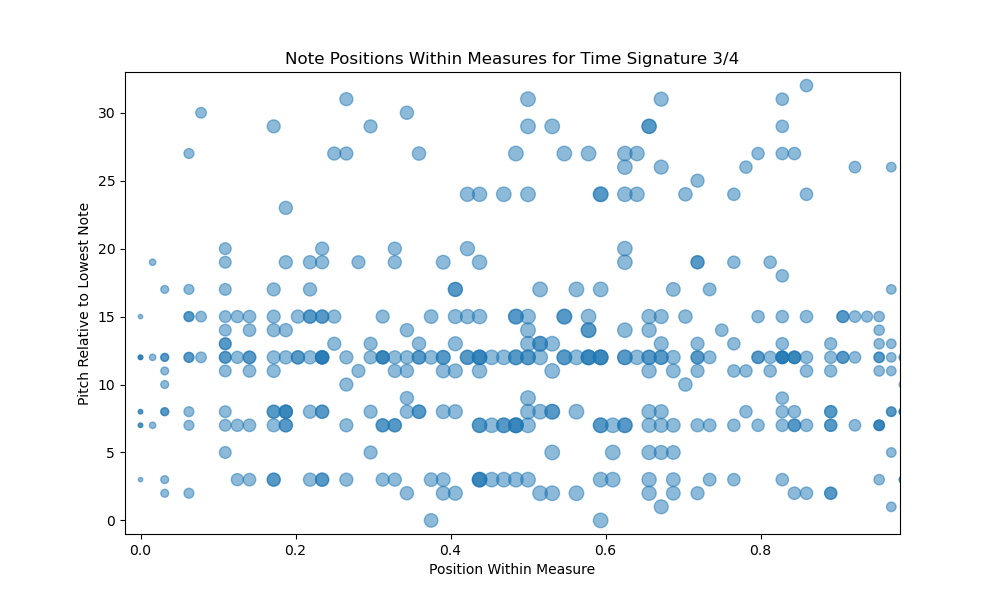 Note Positions Within Measures for Time Signature 3/4
Pitch Relative to Lowest Note
30
25
20
15
10
5
0
0.0 0.2 0.4 0.6 0.8
Position Within Measure